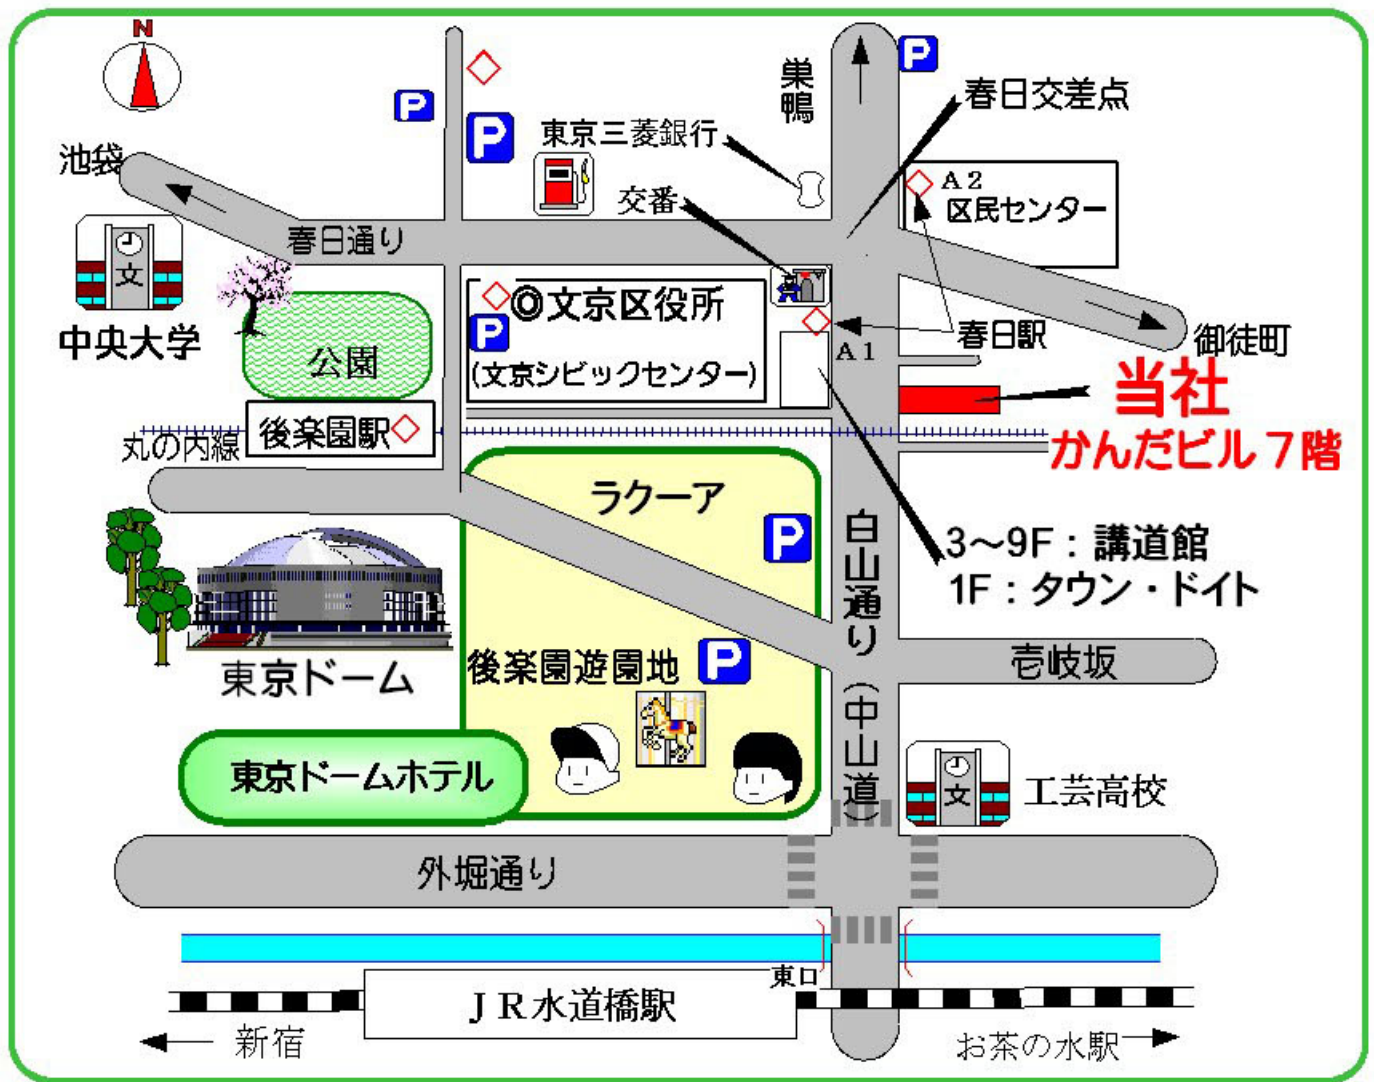 N
P
巣鴨
P
春日交差点
P
東京三菱銀行
池袋
交番
A2
区民センター
春日通り
文
◎文京区役所
P
(文京シビックセンター)
中央大学
公園
A1
春日駅
御徒町
当社
かんだビル7階
丸の内線
後楽園駅
ラクーア
P
白山通り(中山道)
3～9F：講道館
1F：タウン・ドイト
東京ドーム
後楽園遊園地
P
壱岐坂
東京ドームホテル
文
工芸高校
外堀通り
東口
JR水道橋駅
新宿
お茶の水駅